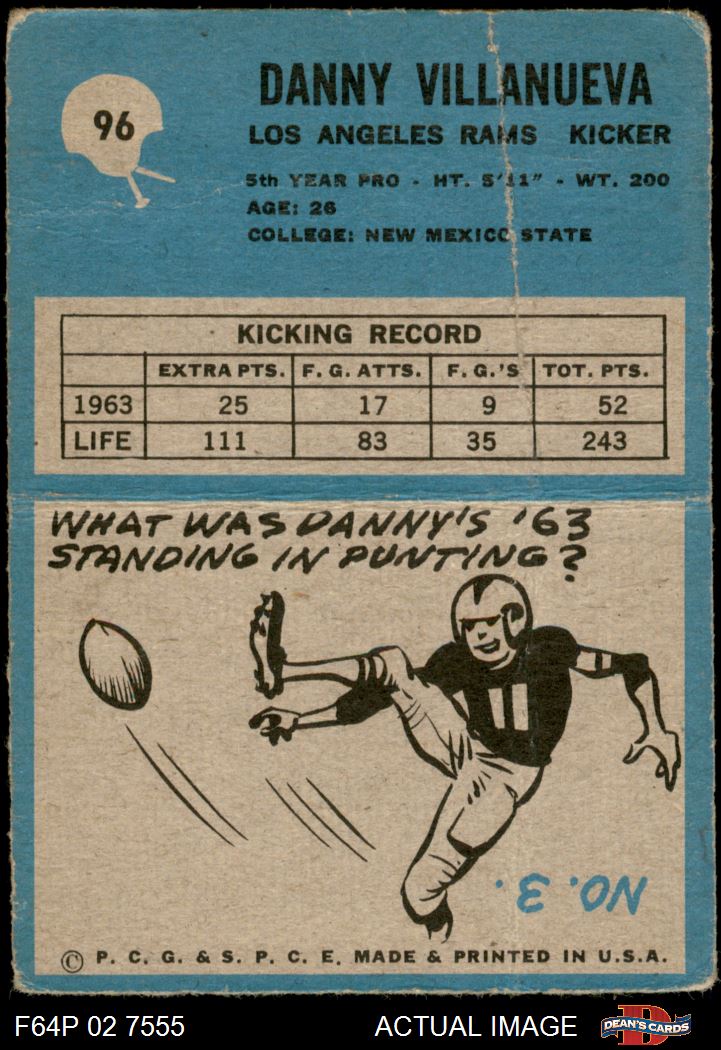 96
DANNY VILLANUEVA
LOS ANGELES RAMS KICKER
5th YEAR PRO - HT. 5'11" - WT. 200
AGE: 26
COLLEGE: NEW MEXICO STATE
KICKING RECORD
EXTRA PTS. F. G. ATTS. F. G.'S TOT. PTS.
1963 25 17 9 52
LIFE 111 83 35 243
WHAT WAS DANNY'S '63
STANDING IN PUNTING?
11
NO. 3.
© P. C. G. & S. P. C. E. MADE & PRINTED IN U.S.A.
F64P 02 7555 ACTUAL IMAGE D DEAN'S CARDS